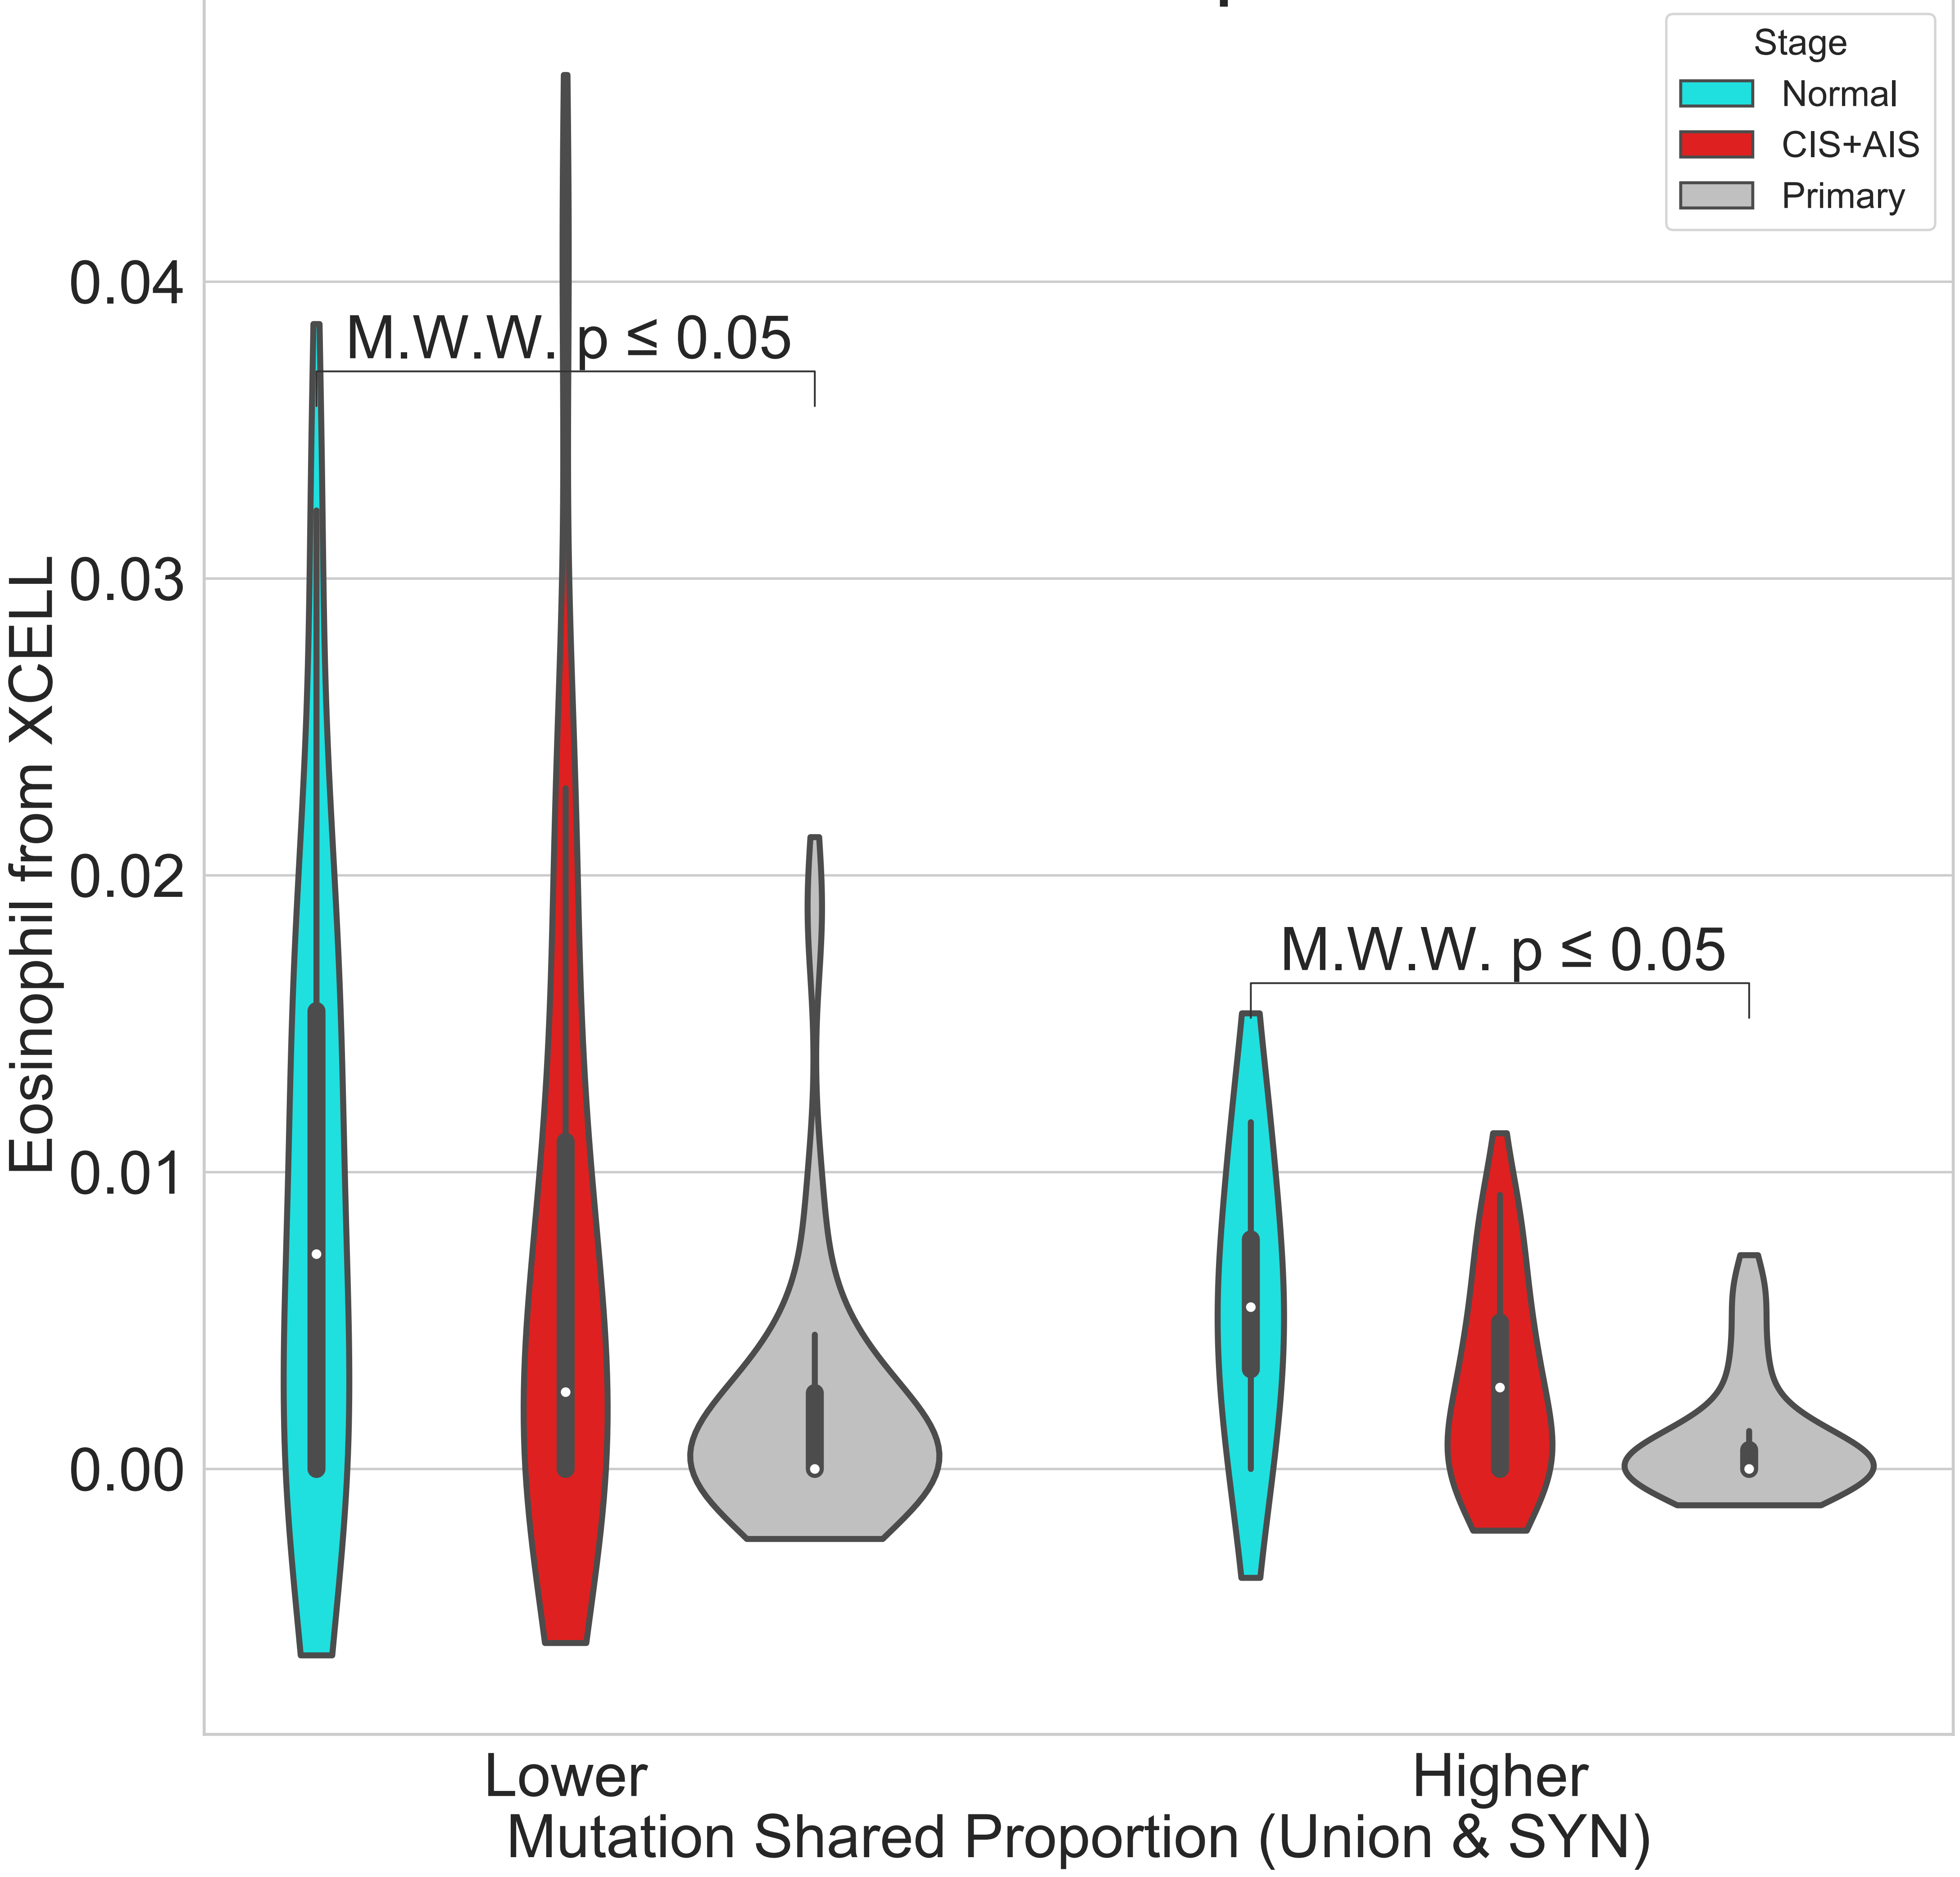 Stage
Normal
CIS+AIS
Primary
0.04
M.W.W. p ≤ 0.05
0.03
0.02
M.W.W. p ≤ 0.05
0.01
0.00
Eosinophil from XCELL
Lower
Higher
Mutation Shared Proportion (Union & SYN)